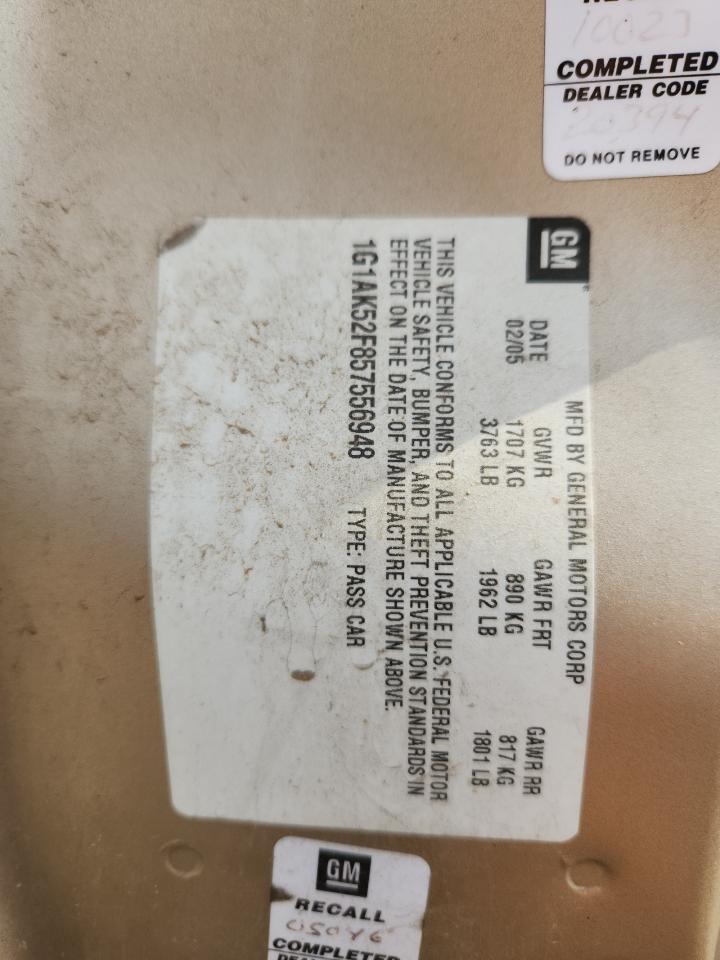 10023
COMPLETED
DEALER CODE
20394
DO NOT REMOVE
GM
MFD BY GENERAL MOTORS CORP
DATE GVWR GAWR FRT GAWR RR
02/05 1707 KG 890 KG 817 KG
3763 LB 1962 LB 1801 LB
THIS VEHICLE CONFORMS TO ALL APPLICABLE U.S. FEDERAL MOTOR
VEHICLE SAFETY, BUMPER, AND THEFT PREVENTION STANDARDS IN
EFFECT ON THE DATE OF MANUFACTURE SHOWN ABOVE.
1G1AK52F857556948 TYPE: PASS CAR
GM
RECALL
05046
COMPLETED